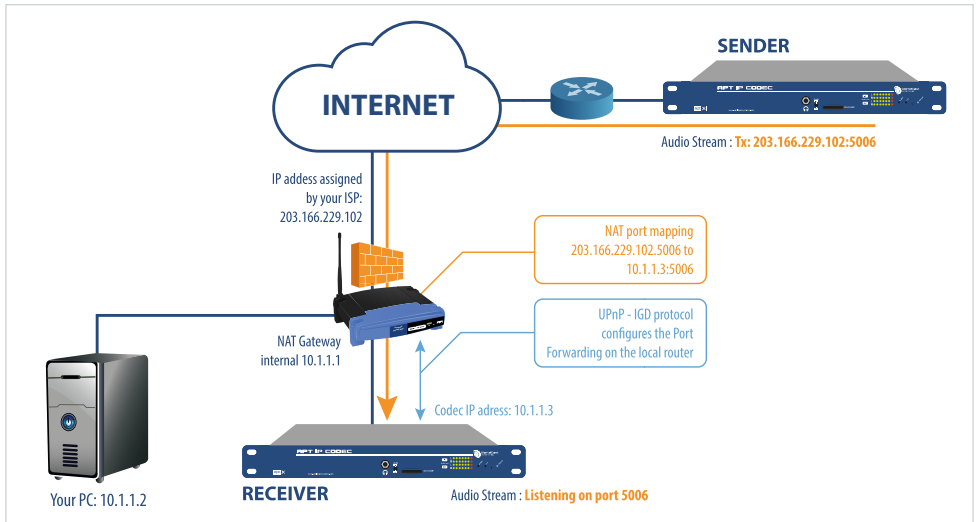 SENDER
INTERNET
APT IP CODEC
Audio Stream : Tx: 203.166.229.102:5006
IP addess assigned
by your ISP:
203.166.229.102
NAT port mapping
203.166.229.102.5006 to
10.1.1.3:5006
UPnP - IGD protocol
configures the Port
Forwarding on the local router
NAT Gateway
internal 10.1.1.1
Codec IP adress: 10.1.1.3
APT IP CODEC
Your PC: 10.1.1.2
RECEIVER
Audio Stream : Listening on port 5006